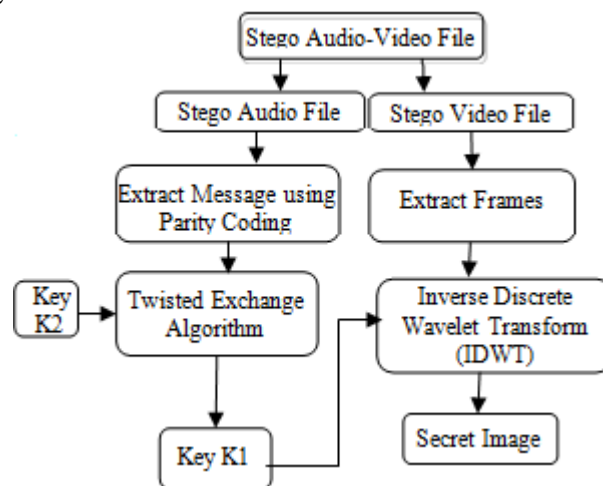 Stego Audio-Video File
Stego Audio File
Stego Video File
Extract Message using
Parity Coding
Extract Frames
Key
K2
Twisted Exchange
Algorithm
Inverse Discrete
Wavelet Transform
(IDWT)
Key K1
Secret Image